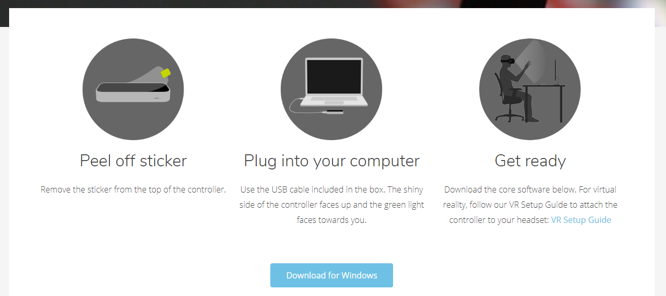 Peel off sticker
Remove the sticker from the top of the controller.
Plug into your computer
Use the USB cable included in the box. The shiny
side of the controller faces up and the green light
faces towards you.
Get ready
Download the core software below. For virtual
reality, follow our VR Setup Guide to attach the
controller to your headset: VR Setup Guide
Download for Windows